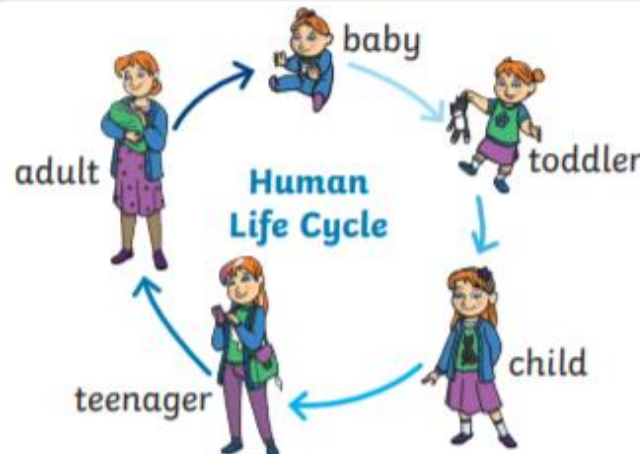 baby
toddler
child
teenager
adult
Human
Life Cycle